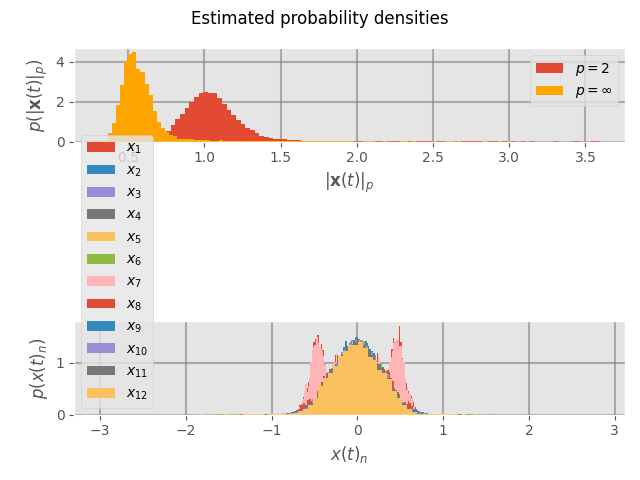 Estimated probability densities
p(|x(t)|ₚ)
4
2
0
p = 2
p = ∞
0.5 1.0 1.5 2.0 2.5 3.0 3.5
|x(t)|ₚ
x₁
x₂
x₃
x₄
x₅
x₆
x₇
x₈
x₉
x₁₀
x₁₁
x₁₂
p(x(t)ₙ)
1
0
−3 −2 −1 0 1 2 3
x(t)ₙ